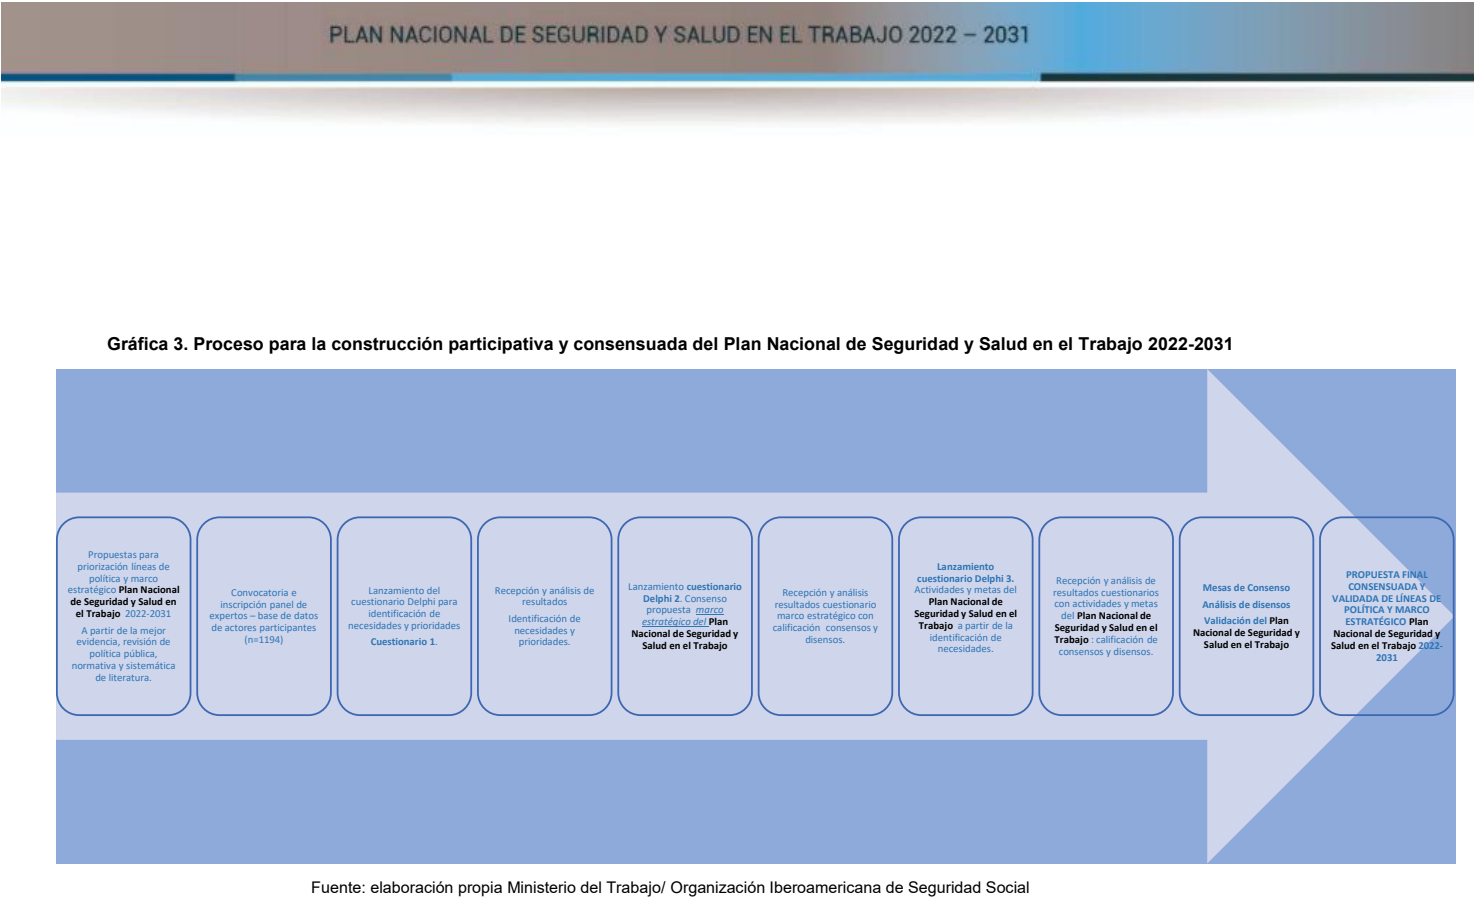 PLAN NACIONAL DE SEGURIDAD Y SALUD EN EL TRABAJO 2022 – 2031
Gráfica 3. Proceso para la construcción participativa y consensuada del Plan Nacional de Seguridad y Salud en el Trabajo 2022-2031
Propuestas para
priorización líneas de
política y marco
estratégico Plan Nacional
de Seguridad y Salud en
el Trabajo 2022-2031
A partir de la mejor
evidencia, revisión de
política pública,
normativa y sistemática
de literatura.
Convocatoria e
inscripción panel de
expertos – base de datos
de actores participantes
(n=1194)
Lanzamiento del
cuestionario Delphi para
identificación de
necesidades y prioridades
Cuestionario 1.
Recepción y análisis de
resultados
Identificación de
necesidades y
prioridades.
Lanzamiento cuestionario
Delphi 2. Consenso
propuesta marco
estratégico del Plan
Nacional de Seguridad y
Salud en el Trabajo
Recepción y análisis
resultados cuestionario
marco estratégico con
calificación consensos y
disensos.
Lanzamiento
cuestionario Delphi 3.
Actividades y metas del
Plan Nacional de
Seguridad y Salud en el
Trabajo a partir de la
identificación de
necesidades.
Recepción y análisis de
resultados cuestionarios
con actividades y metas
del Plan Nacional de
Seguridad y Salud en el
Trabajo : calificación de
consensos y disensos.
Mesas de Consenso
Análisis de disensos
Validación del Plan
Nacional de Seguridad y
Salud en el Trabajo
PROPUESTA FINAL
CONSENSUADA Y
VALIDADA DE LÍNEAS DE
POLÍTICA Y MARCO
ESTRATÉGICO Plan
Nacional de Seguridad y
Salud en el Trabajo 2022-
2031
Fuente: elaboración propia Ministerio del Trabajo/ Organización Iberoamericana de Seguridad Social